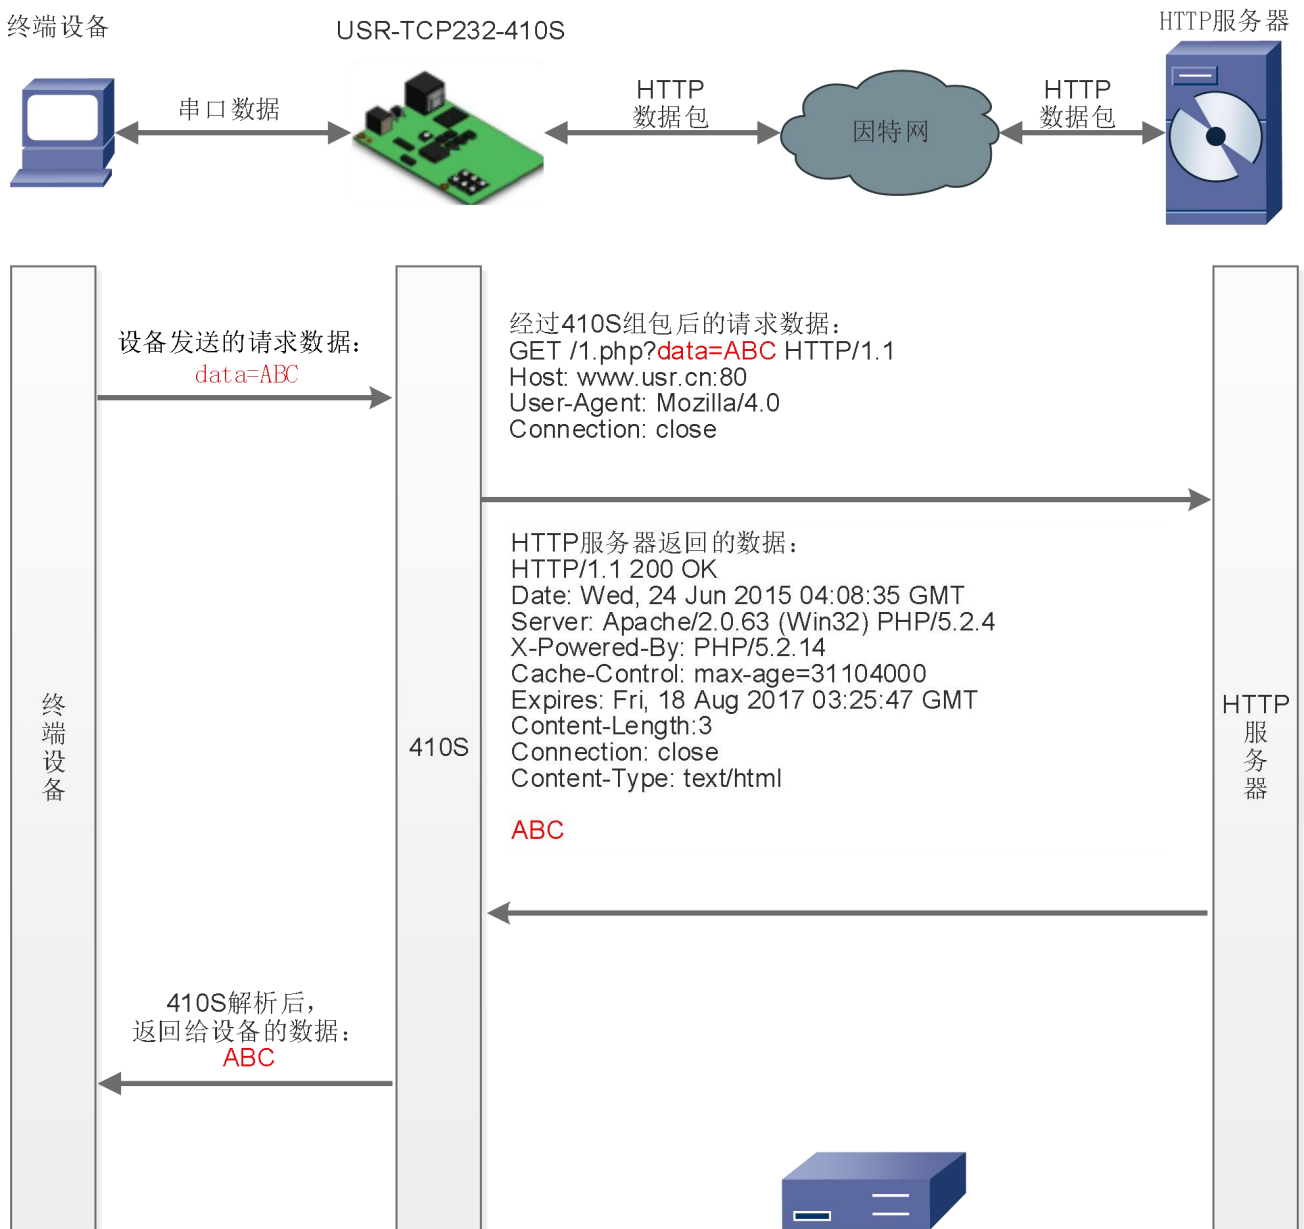 终端设备
USR-TCP232-410S
HTTP服务器
串口数据
HTTP
数据包
因特网
HTTP
数据包
设备发送的请求数据：
data=ABC
经过410S组包后的请求数据：
GET /1.php?data=ABC HTTP/1.1
Host: www.usr.cn:80
User-Agent: Mozilla/4.0
Connection: close
HTTP服务器返回的数据：
HTTP/1.1 200 OK
Date: Wed, 24 Jun 2015 04:08:35 GMT
Server: Apache/2.0.63 (Win32) PHP/5.2.4
X-Powered-By: PHP/5.2.14
Cache-Control: max-age=31104000
Expires: Fri, 18 Aug 2017 03:25:47 GMT
Content-Length:3
Connection: close
Content-Type: text/html
ABC
终端设备
410S
HTTP
服务器
410S解析后，
返回给设备的数据：
ABC